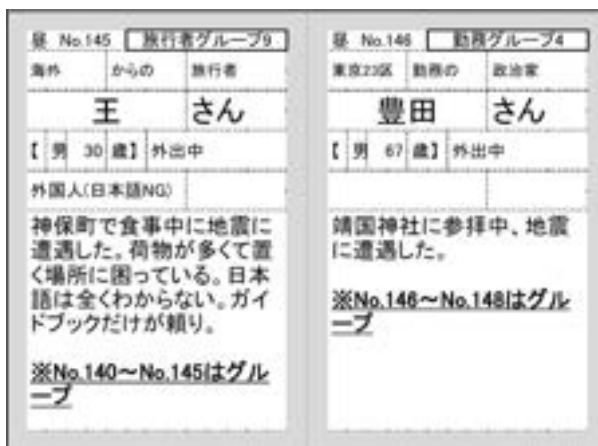 昼 No.145 旅行者グループ9
海外 からの 旅行者
王 さん
【 男 30 歳】 外出中
外国人(日本語NG)
神保町で食事中に地震に
遭遇した。荷物が多くて置
く場所に困っている。日本
語は全くわからない。ガイ
ドブックだけが頼り。
※No.140～No.145はグル
ープ
昼 No.146 勤務グループ4
東京23区 勤務の 政治家
豊田 さん
【 男 67 歳】 外出中
靖国神社に参拝中、地震
に遭遇した。
※No.146～No.148はグル
ープ